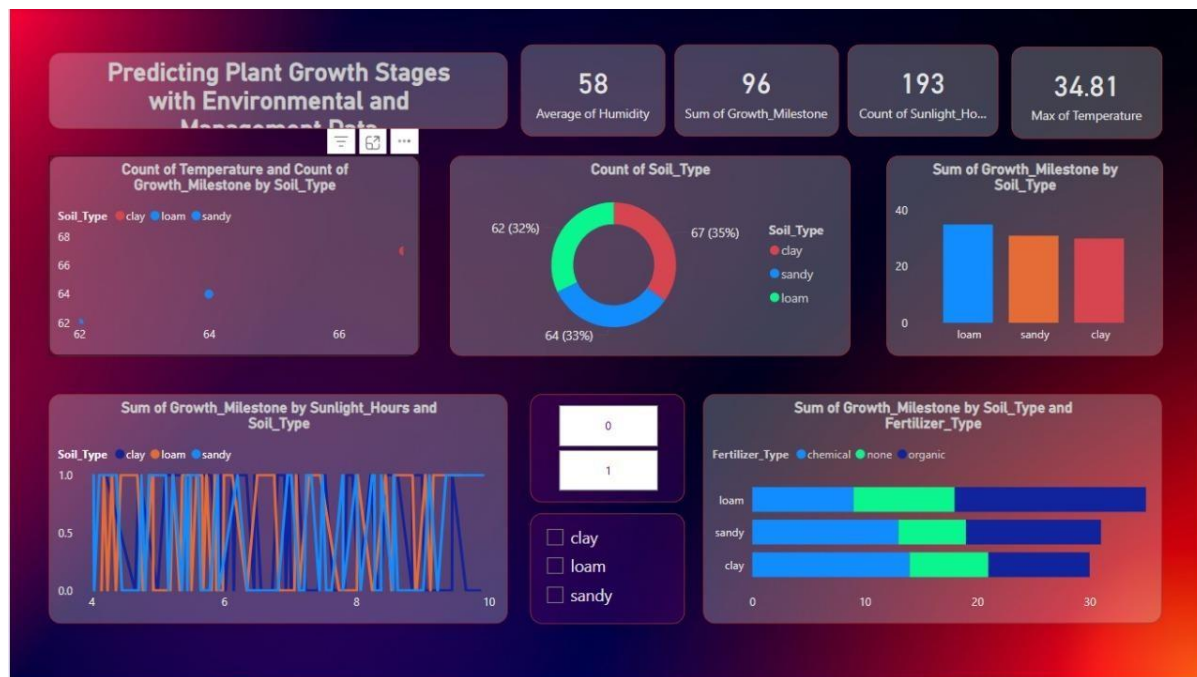 Predicting Plant Growth Stages
with Environmental and
Management Data
58
Average of Humidity
96
Sum of Growth_Milestone
193
Count of Sunlight_Ho...
34.81
Max of Temperature
Count of Temperature and Count of
Growth_Milestone by Soil_Type
Soil_Type clay loam sandy
68
66
64
62
62 64 66
Count of Soil_Type
62 (32%)
67 (35%)
64 (33%)
Soil_Type
clay
sandy
loam
Sum of Growth_Milestone by
Soil_Type
40
20
0
loam sandy clay
Sum of Growth_Milestone by Sunlight_Hours and
Soil_Type
Soil_Type clay loam sandy
1.0
0.5
0.0
4 6 8 10
0
1
clay
loam
sandy
Sum of Growth_Milestone by Soil_Type and
Fertilizer_Type
Fertilizer_Type chemical none organic
loam
sandy
clay
0 10 20 30